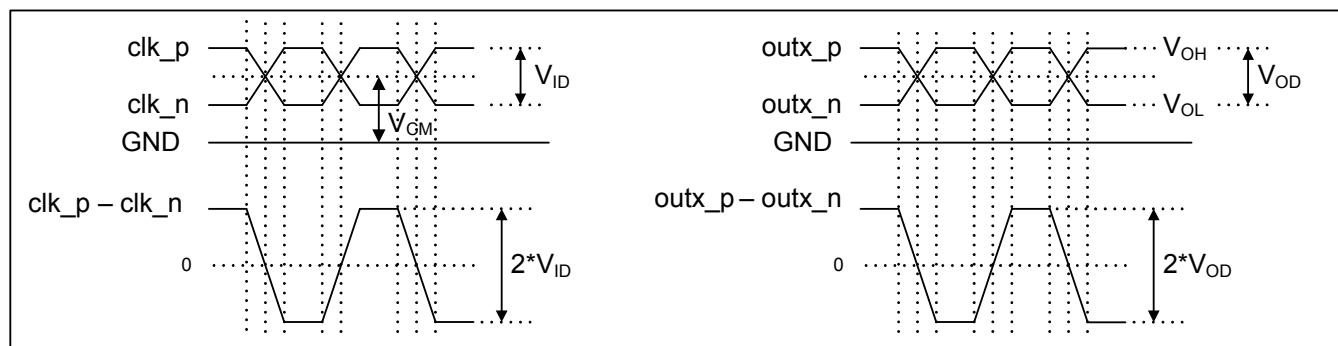 clk_p
V_ID
clk_n
V_CM
GND
clk_p – clk_n
0
2*V_ID
outx_p
V_OH
V_OD
outx_n
V_OL
GND
outx_p – outx_n
0
2*V_OD